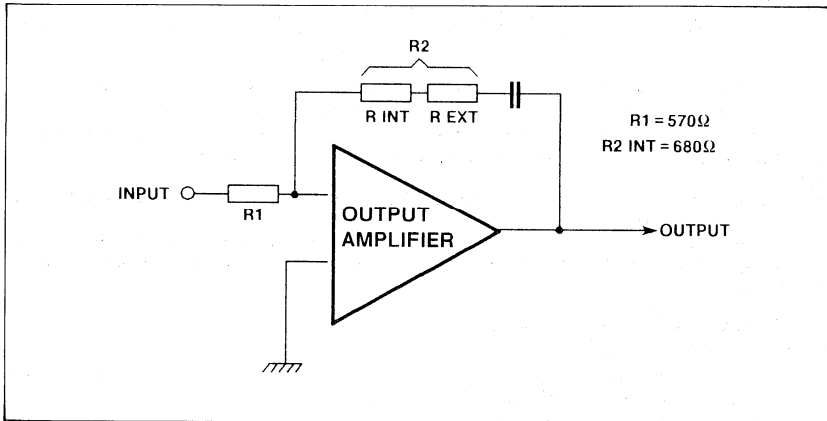 R2
R INT
R EXT
R1 = 570Ω
R2 INT = 680Ω
INPUT
R1
OUTPUT
AMPLIFIER
OUTPUT